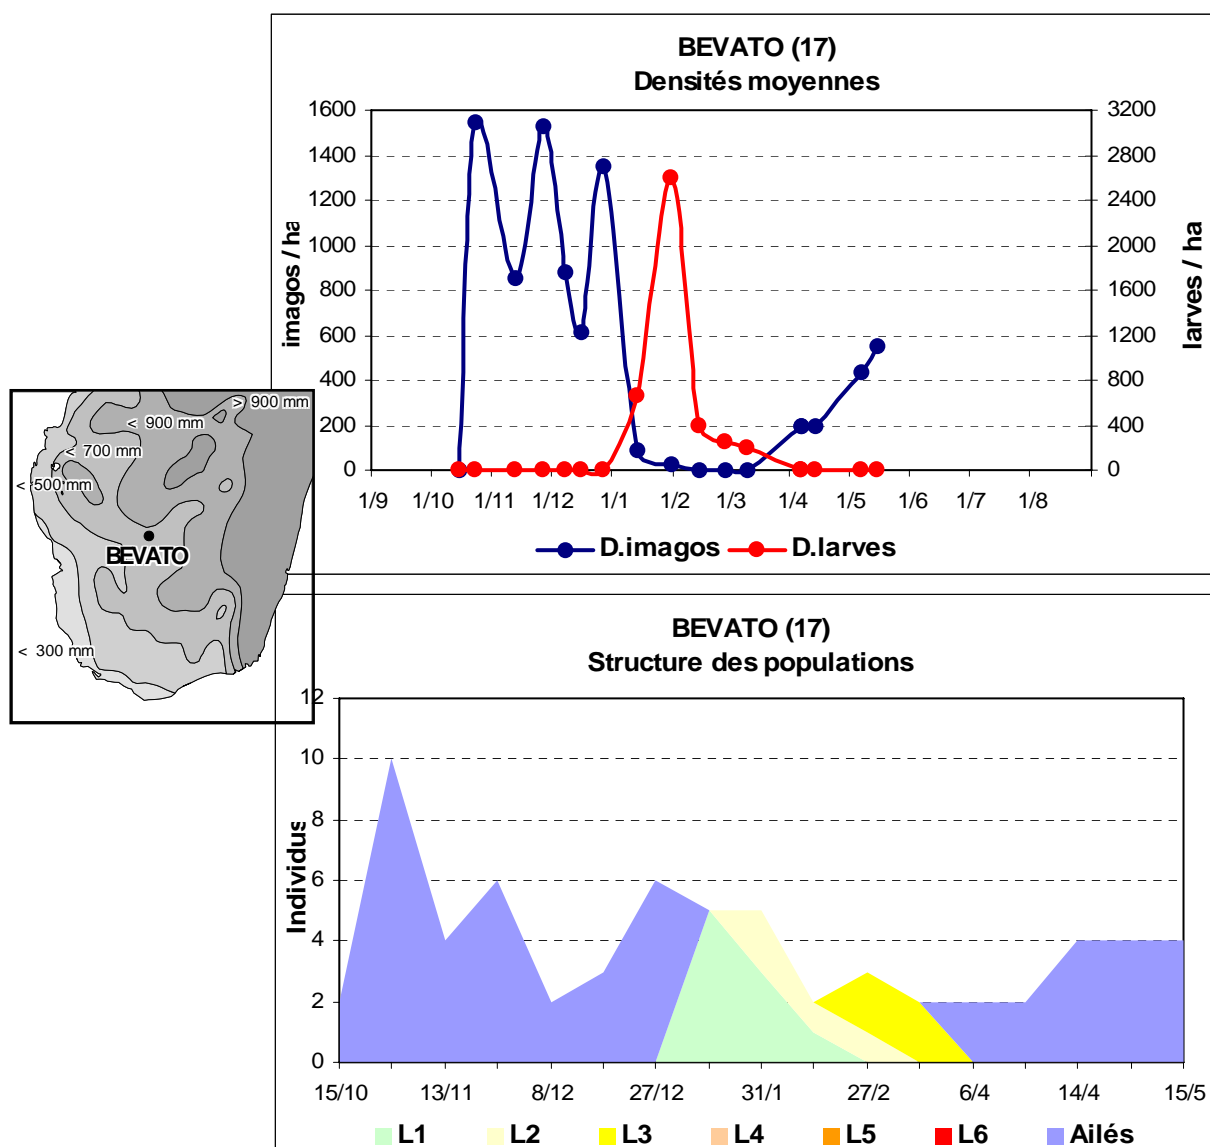 BEVATO (17)
Densités moyennes
1600
1400
1200
1000
800
600
400
200
0
imagos / ha
3200
2800
2400
2000
1600
1200
800
400
0
larves / ha
1/9 1/10 1/11 1/12 1/1 1/2 1/3 1/4 1/5 1/6 1/7 1/8
D.imagos D.larves
> 900 mm
< 900 mm
< 700 mm
< 500 mm
BEVATO
< 300 mm
BEVATO (17)
Structure des populations
12
10
8
6
4
2
0
Individus
15/10 13/11 8/12 27/12 31/1 27/2 6/4 14/4 15/5
L1 L2 L3 L4 L5 L6 Ailés